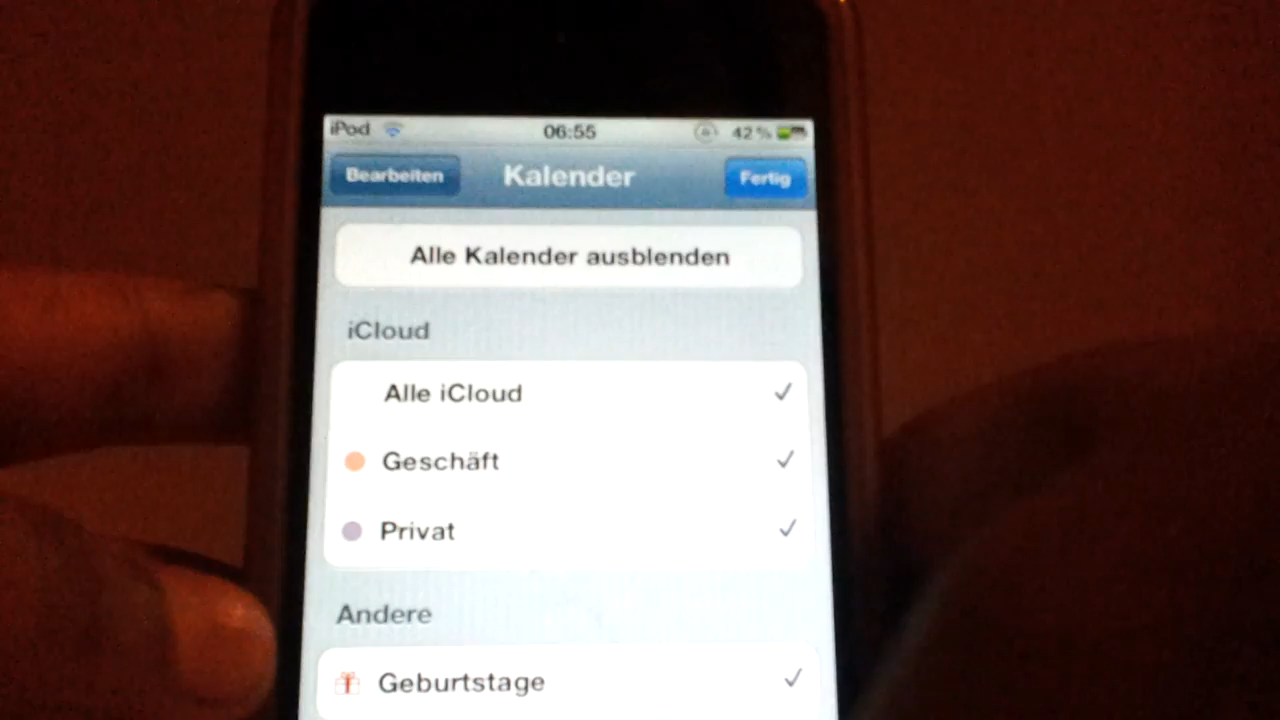 iPod 06:55 42 %
Bearbeiten Kalender Fertig
Alle Kalender ausblenden
iCloud
Alle iCloud
Geschäft
Privat
Andere
Geburtstage